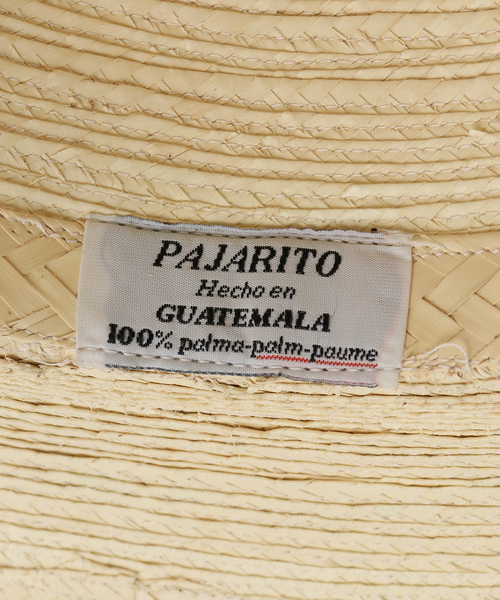 PAJARITO
Hecho en
GUATEMALA
100% palma-palm-paume